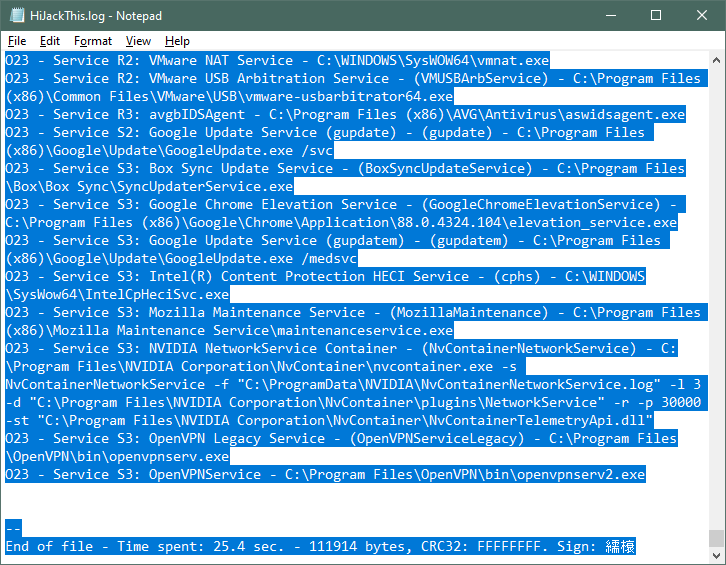 HiJackThis.log - Notepad
File Edit Format View Help
O23 - Service R2: VMware NAT Service - C:\WINDOWS\SysWOW64\vmnat.exe
O23 - Service R2: VMware USB Arbitration Service - (VMUSBArbService) - C:\Program Files
(x86)\Common Files\VMware\USB\vmware-usbarbitrator64.exe
O23 - Service R3: avgbIDSAgent - C:\Program Files (x86)\AVG\Antivirus\aswidsagent.exe
O23 - Service S2: Google Update Service (gupdate) - (gupdate) - C:\Program Files
(x86)\Google\Update\GoogleUpdate.exe /svc
O23 - Service S3: Box Sync Update Service - (BoxSyncUpdateService) - C:\Program Files
\Box\Box Sync\SyncUpdaterService.exe
O23 - Service S3: Google Chrome Elevation Service - (GoogleChromeElevationService) -
C:\Program Files (x86)\Google\Chrome\Application\88.0.4324.104\elevation_service.exe
O23 - Service S3: Google Update Service (gupdatem) - (gupdatem) - C:\Program Files
(x86)\Google\Update\GoogleUpdate.exe /medsvc
O23 - Service S3: Intel(R) Content Protection HECI Service - (cphs) - C:\WINDOWS
\SysWow64\IntelCpHeciSvc.exe
O23 - Service S3: Mozilla Maintenance Service - (MozillaMaintenance) - C:\Program Files
(x86)\Mozilla Maintenance Service\maintenanceservice.exe
O23 - Service S3: NVIDIA NetworkService Container - (NvContainerNetworkService) - C:
\Program Files\NVIDIA Corporation\NvContainer\nvcontainer.exe -s
NvContainerNetworkService -f "C:\ProgramData\NVIDIA\NvContainerNetworkService.log" -l 3
-d "C:\Program Files\NVIDIA Corporation\NvContainer\plugins\NetworkService" -r -p 30000
-st "C:\Program Files\NVIDIA Corporation\NvContainer\NvContainerTelemetryApi.dll"
O23 - Service S3: OpenVPN Legacy Service - (OpenVPNServiceLegacy) - C:\Program Files
\OpenVPN\bin\openvpnserv.exe
O23 - Service S3: OpenVPNService - C:\Program Files\OpenVPN\bin\openvpnserv2.exe
--
End of file - Time spent: 25.4 sec. - 111914 bytes, CRC32: FFFFFFFF. Sign: